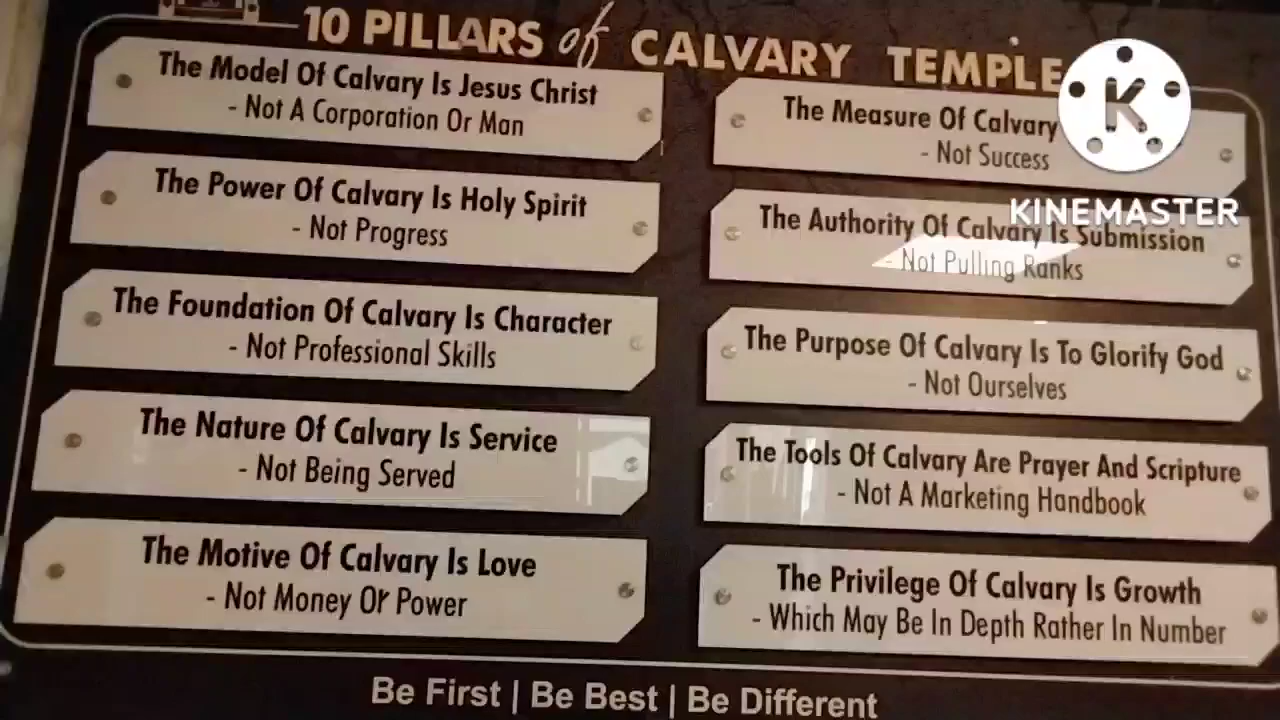 10 PILLARS of CALVARY TEMPLE
The Model Of Calvary Is Jesus Christ
- Not A Corporation Or Man
The Power Of Calvary Is Holy Spirit
- Not Progress
The Foundation Of Calvary Is Character
- Not Professional Skills
The Nature Of Calvary Is Service
- Not Being Served
The Motive Of Calvary Is Love
- Not Money Or Power
The Measure Of Calvary
- Not Success
The Authority Of Calvary Is Submission
- Not Pulling Ranks
The Purpose Of Calvary Is To Glorify God
- Not Ourselves
The Tools Of Calvary Are Prayer And Scripture
- Not A Marketing Handbook
The Privilege Of Calvary Is Growth
- Which May Be In Depth Rather In Number
Be First | Be Best | Be Different
K
KINEMASTER